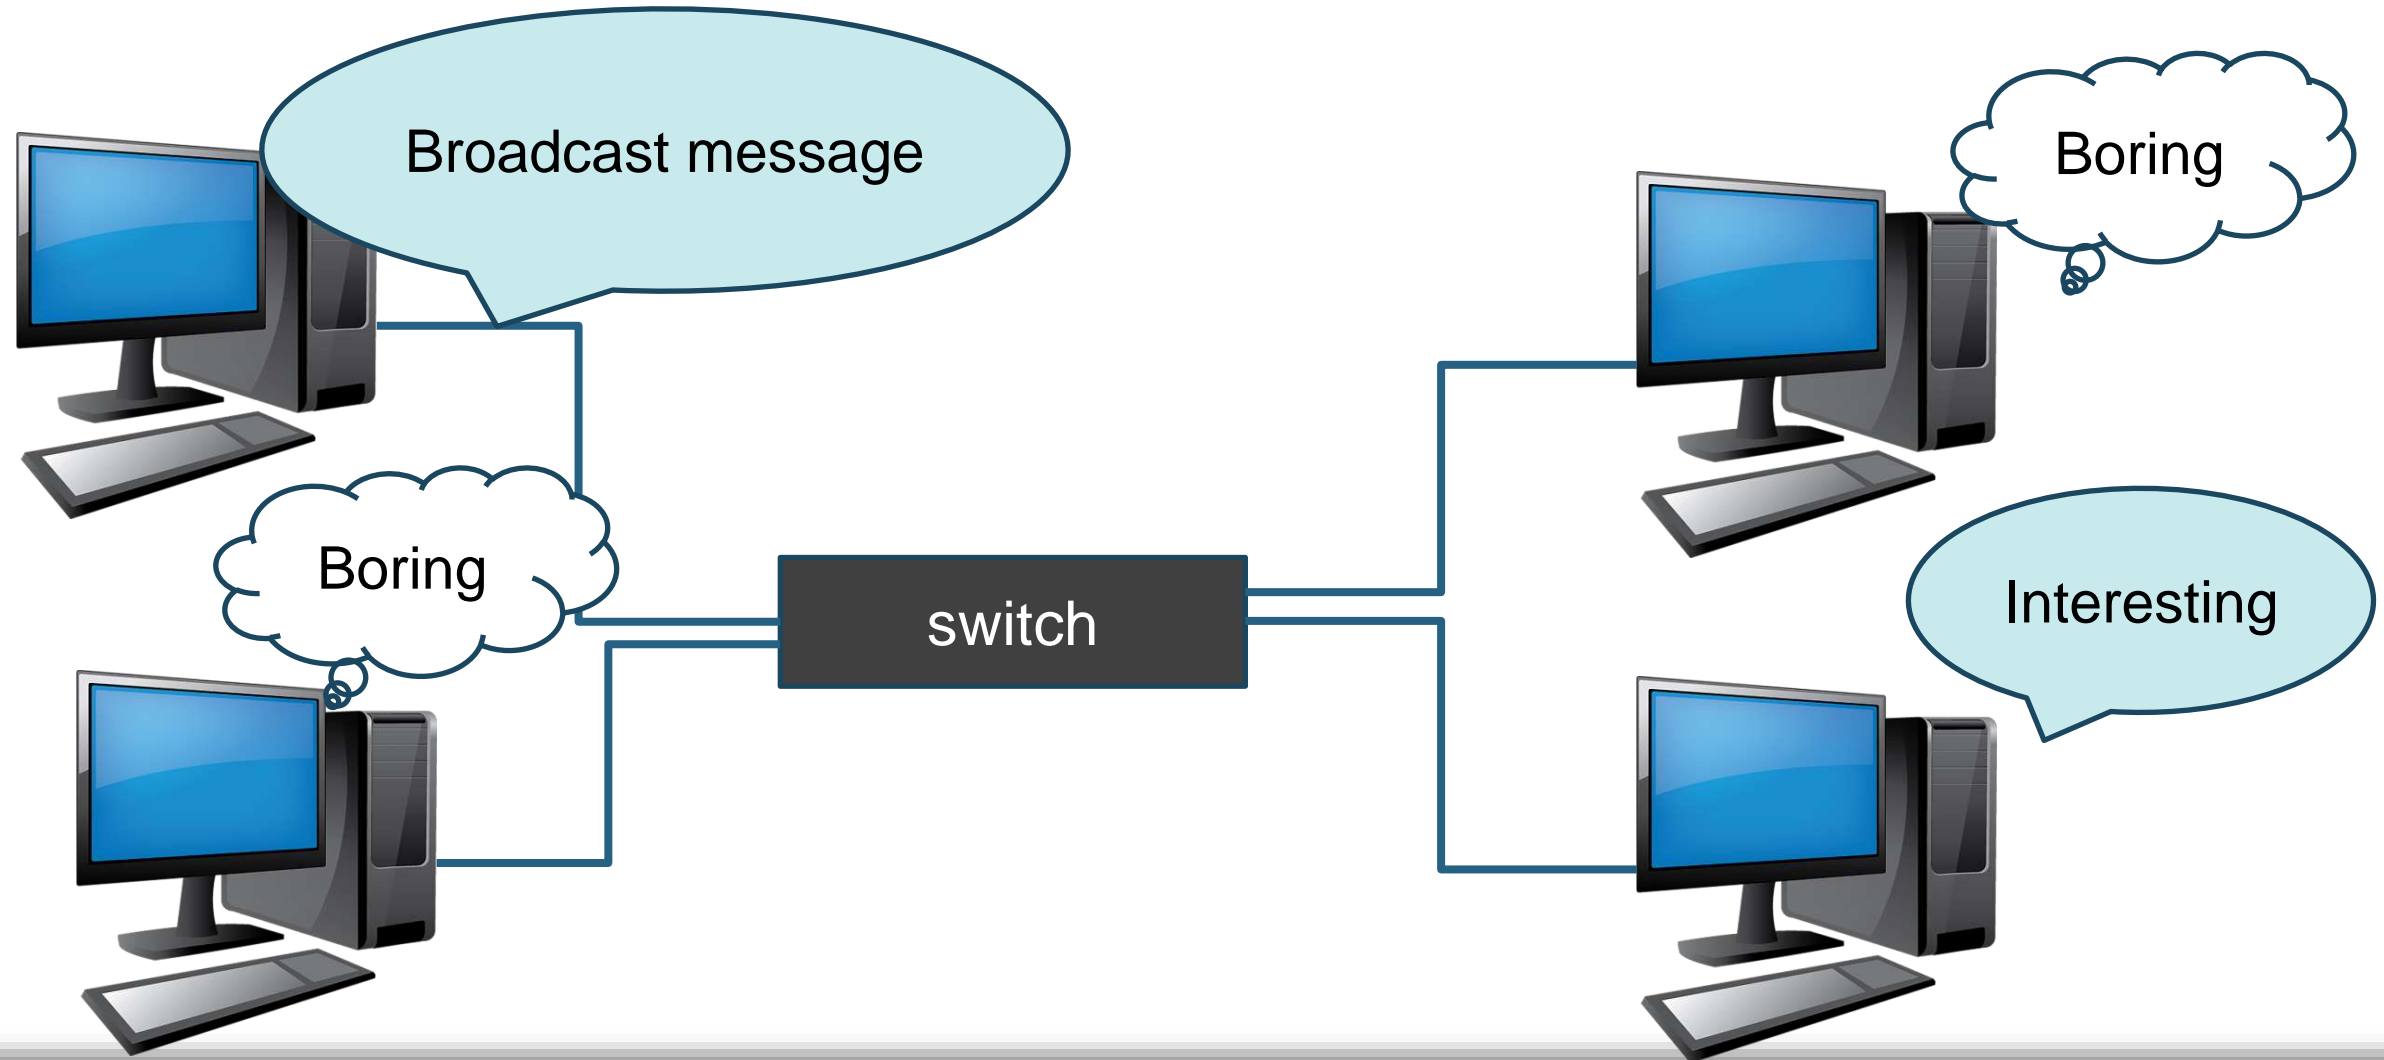 Broadcast message
Boring
Boring
switch
Interesting